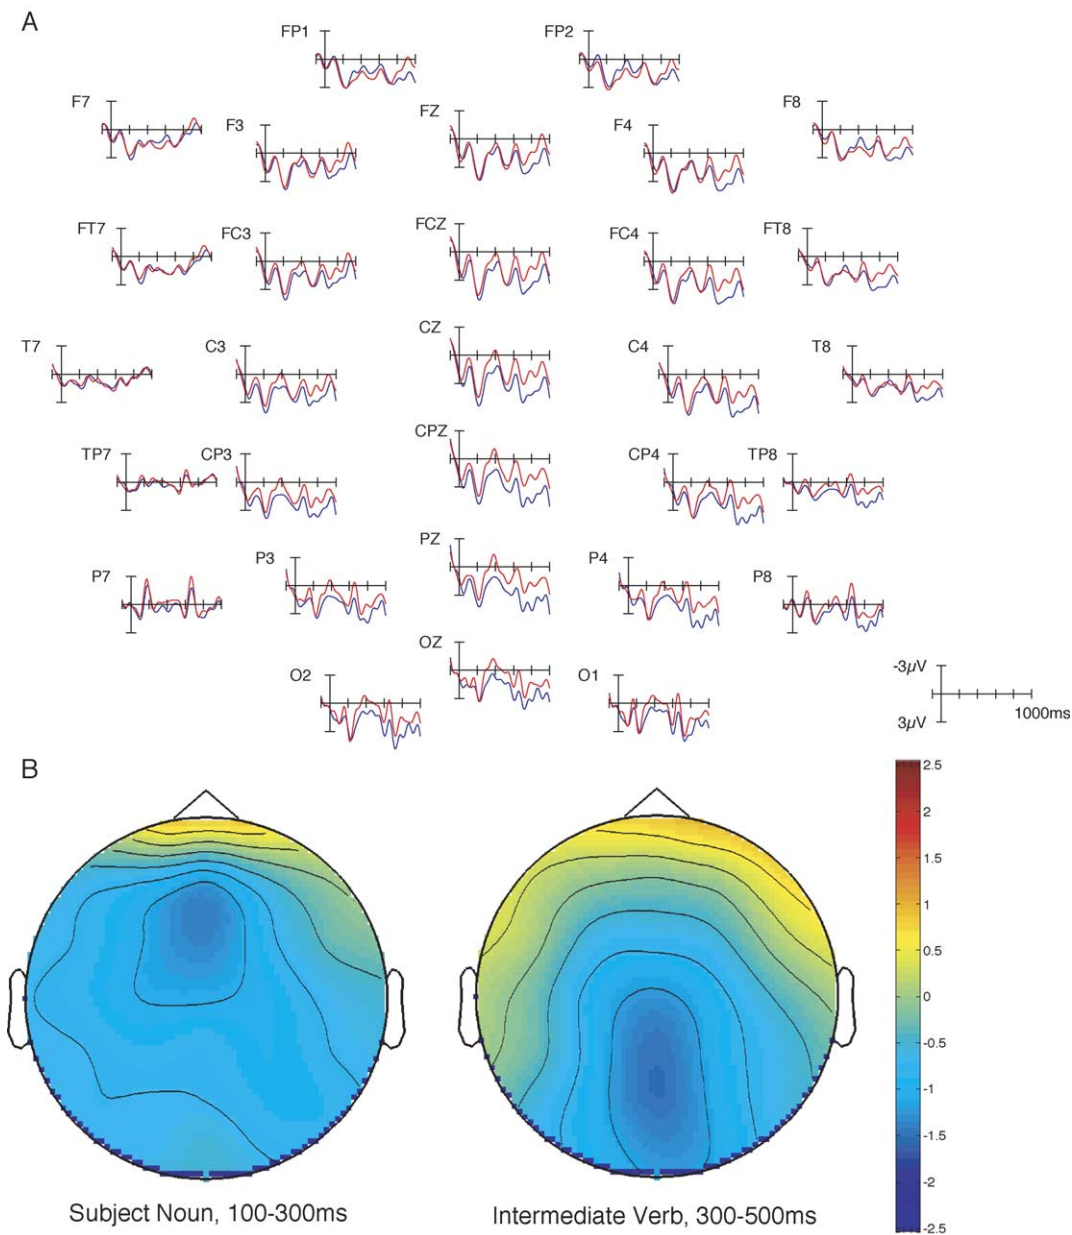 A
FP1 FP2
F7 F3 FZ F4 F8
FT7 FC3 FCZ FC4 FT8
T7 C3 CZ C4 T8
TP7 CP3 CPZ CP4 TP8
P7 P3 PZ P4 P8
O2 OZ O1
-3µV
1000ms
3µV
B
2.5
2
1.5
1
0.5
0
-0.5
-1
-1.5
-2
-2.5
Subject Noun, 100-300ms
Intermediate Verb, 300-500ms